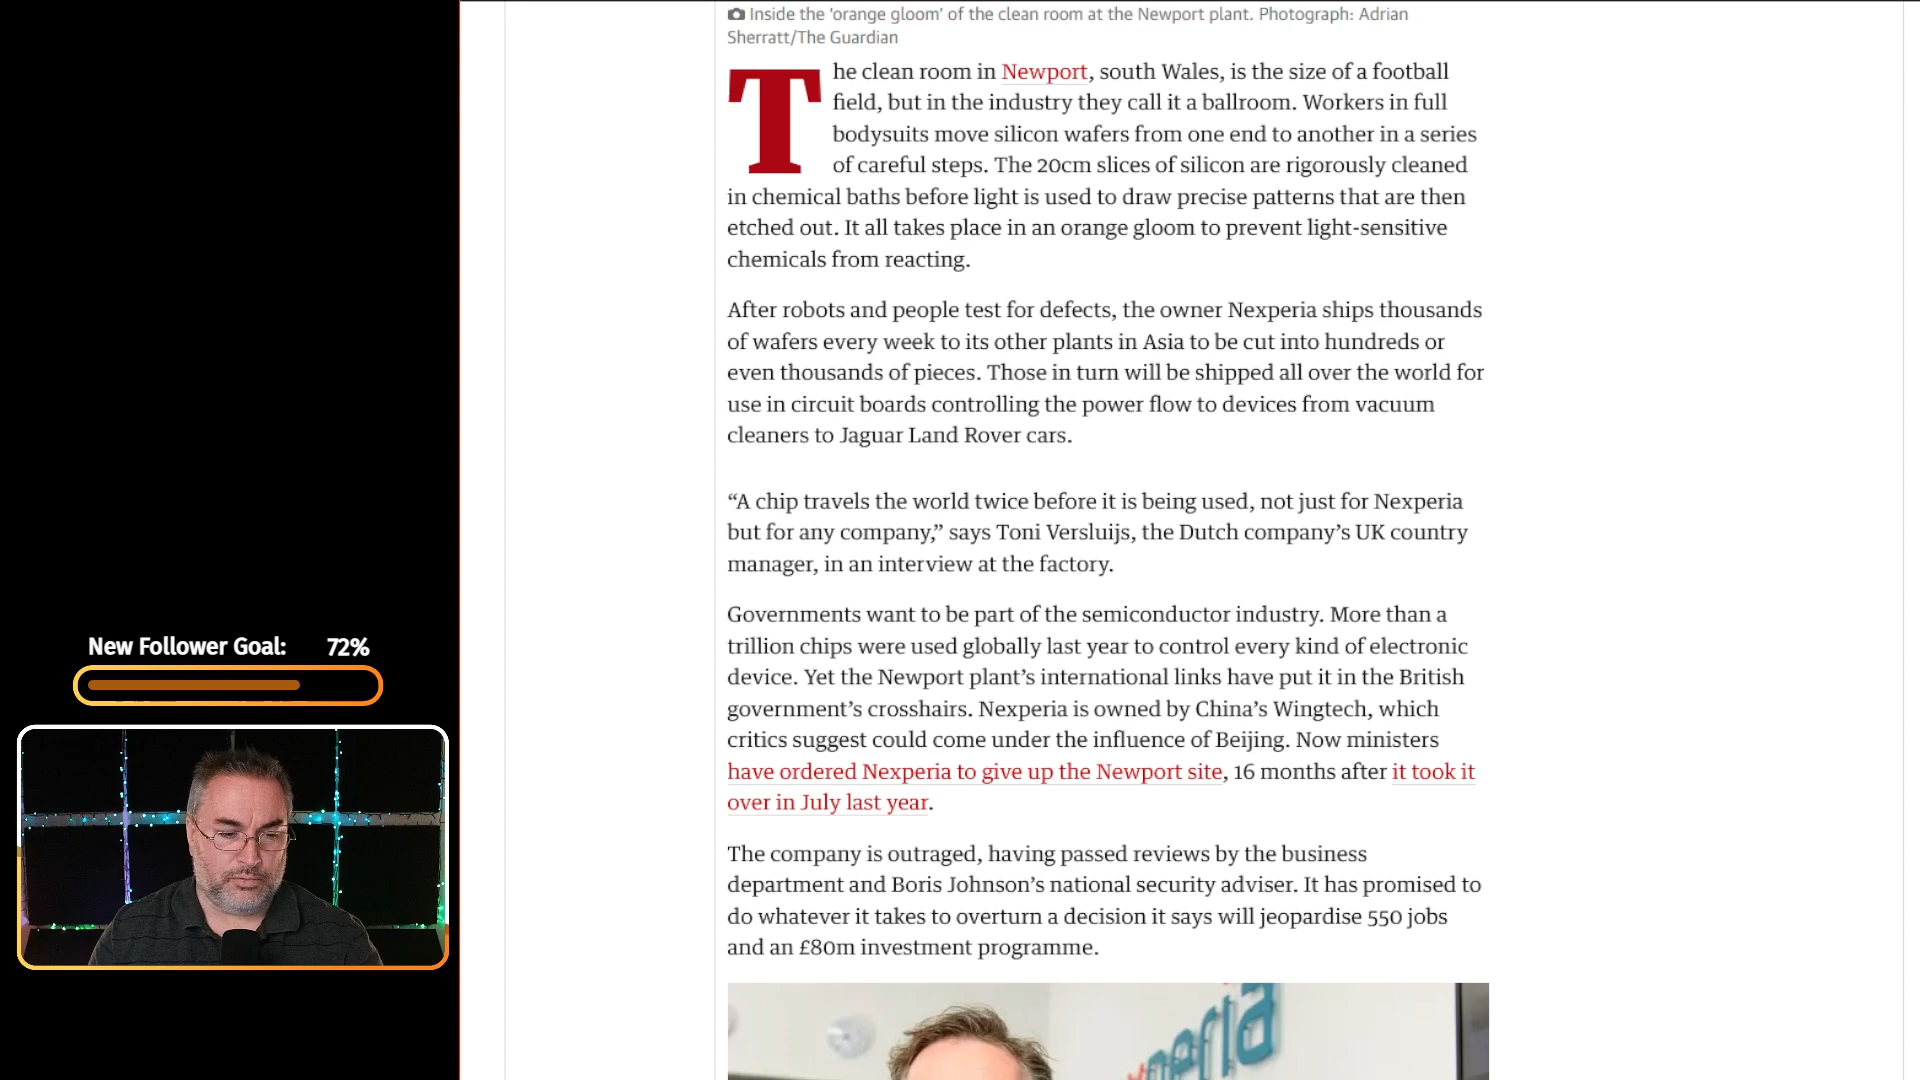 Inside the ‘orange gloom’ of the clean room at the Newport plant. Photograph: Adrian
Sherratt/The Guardian
The clean room in Newport, south Wales, is the size of a football
field, but in the industry they call it a ballroom. Workers in full
bodysuits move silicon wafers from one end to another in a series
of careful steps. The 20cm slices of silicon are rigorously cleaned
in chemical baths before light is used to draw precise patterns that are then
etched out. It all takes place in an orange gloom to prevent light-sensitive
chemicals from reacting.
After robots and people test for defects, the owner Nexperia ships thousands
of wafers every week to its other plants in Asia to be cut into hundreds or
even thousands of pieces. Those in turn will be shipped all over the world for
use in circuit boards controlling the power flow to devices from vacuum
cleaners to Jaguar Land Rover cars.
“A chip travels the world twice before it is being used, not just for Nexperia
but for any company,” says Toni Versluijs, the Dutch company’s UK country
manager, in an interview at the factory.
Governments want to be part of the semiconductor industry. More than a
trillion chips were used globally last year to control every kind of electronic
device. Yet the Newport plant’s international links have put it in the British
government’s crosshairs. Nexperia is owned by China’s Wingtech, which
critics suggest could come under the influence of Beijing. Now ministers
have ordered Nexperia to give up the Newport site, 16 months after it took it
over in July last year.
The company is outraged, having passed reviews by the business
department and Boris Johnson’s national security adviser. It has promised to
do whatever it takes to overturn a decision it says will jeopardise 550 jobs
and an £80m investment programme.
New Follower Goal: 72%